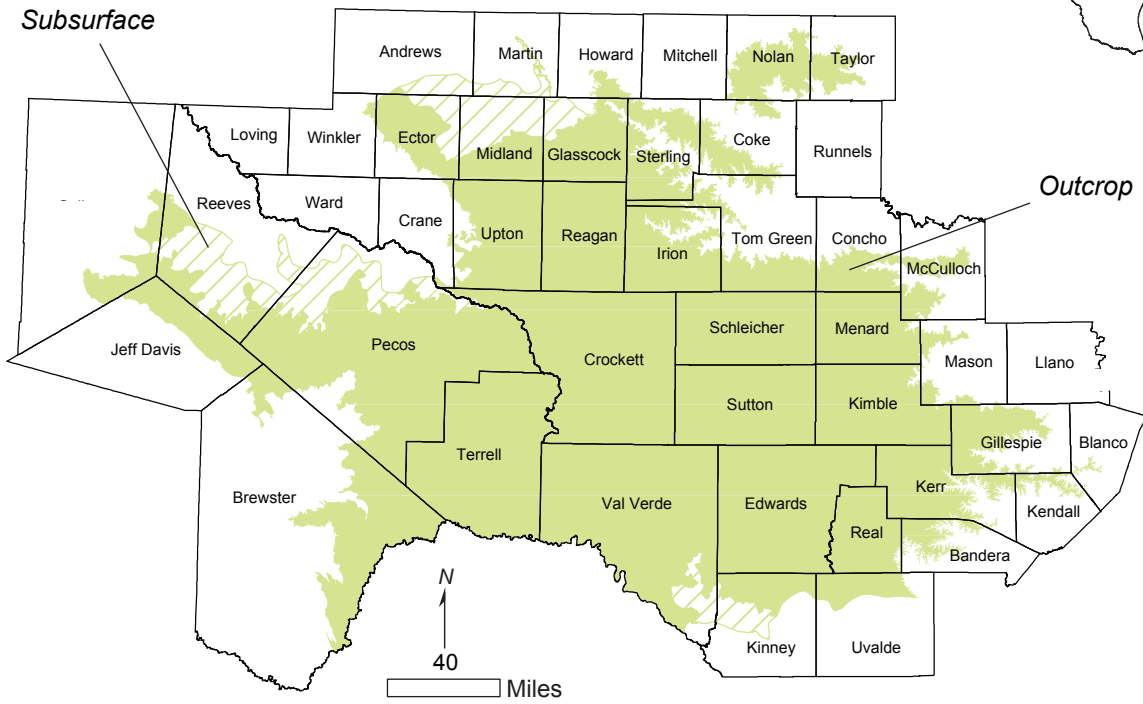 Subsurface
Andrews
Martin
Howard
Mitchell
Nolan
Taylor
Loving
Winkler
Ector
Midland
Glasscock
Sterling
Coke
Runnels
Outcrop
Reeves
Ward
Crane
Upton
Reagan
Irion
Tom Green
Concho
McCulloch
Jeff Davis
Pecos
Crockett
Schleicher
Menard
Mason
Llano
Sutton
Kimble
Terrell
Gillespie
Blanco
Brewster
Val Verde
Edwards
Kerr
Kendall
Real
Bandera
N
40
Miles
Kinney
Uvalde